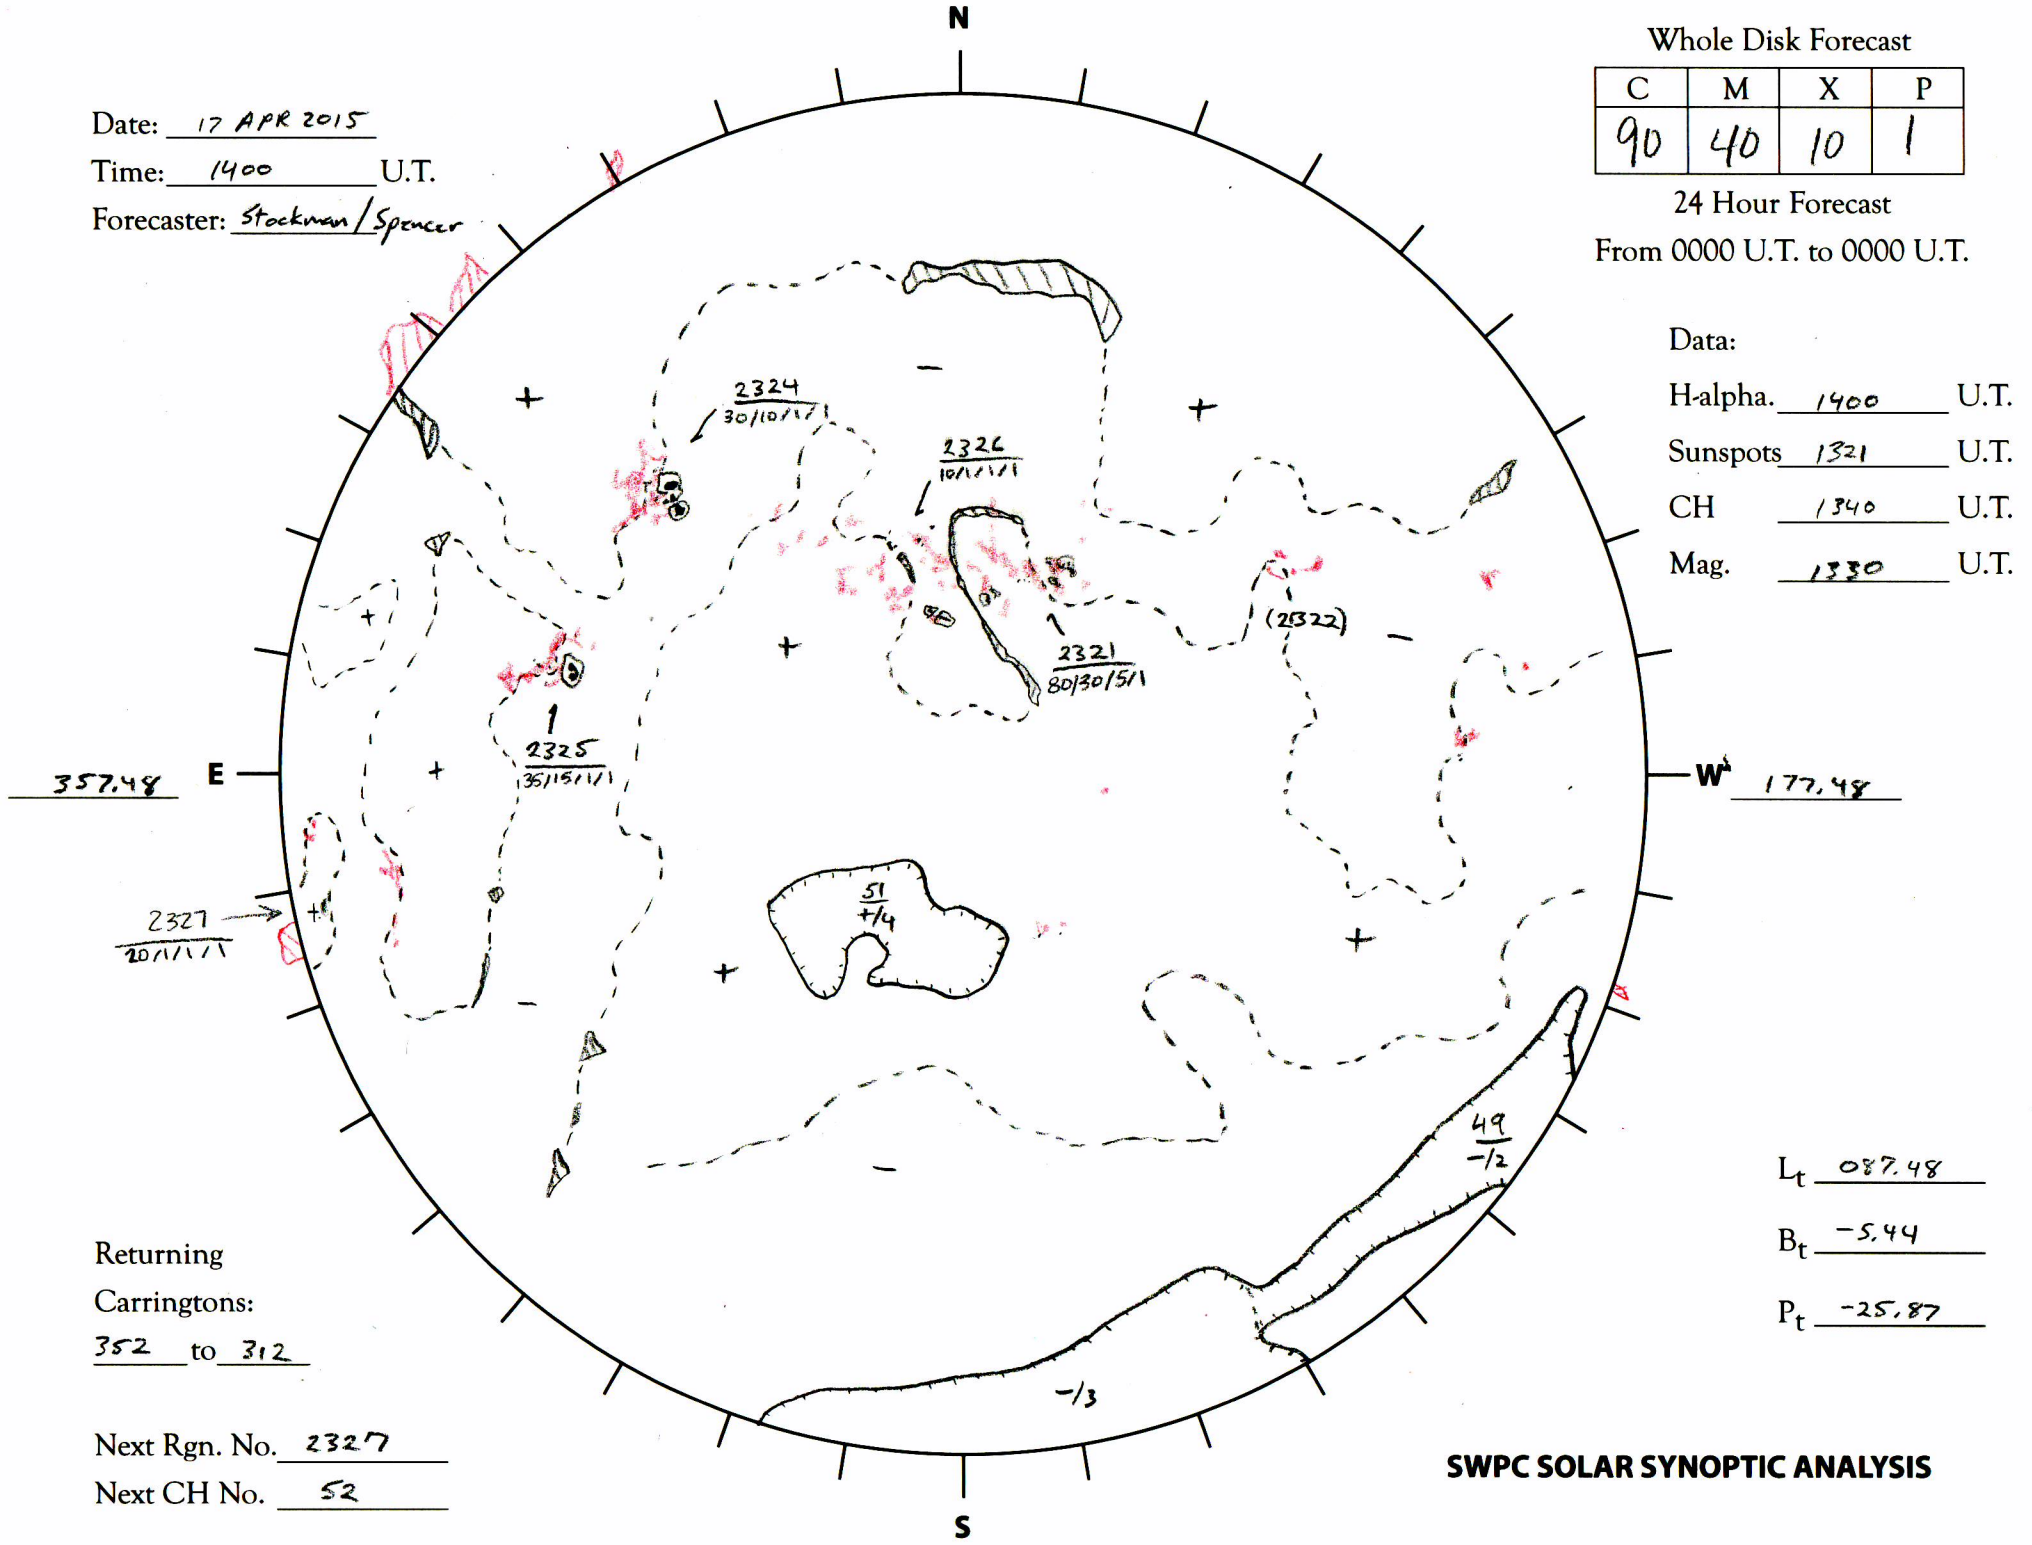 N
Whole Disk Forecast
C M X P
90 40 10 1
24 Hour Forecast
From 0000 U.T. to 0000 U.T.
Date: 17 APR 2015
Time: 1400 U.T.
Forecaster: Stockman/Spencer
Data:
H-alpha. 1400 U.T.
Sunspots 1321 U.T.
CH 1340 U.T.
Mag. 1330 U.T.
-
+
2324
30/10/1/1
+
2326
10/1/1/1
+
(2322)
-
+
2321
80/30/5/1
2325
35/15/1/1
+
357.48 E
W 177.48
51
+/4
2327
20/1/1/1
+
+
+
-
49
-/2
-
Lt 087.48
Bt -5.44
Pt -25.87
Returning
Carringtons:
352 to 312
-/3
Next Rgn. No. 2327
Next CH No. 52
SWPC SOLAR SYNOPTIC ANALYSIS
S